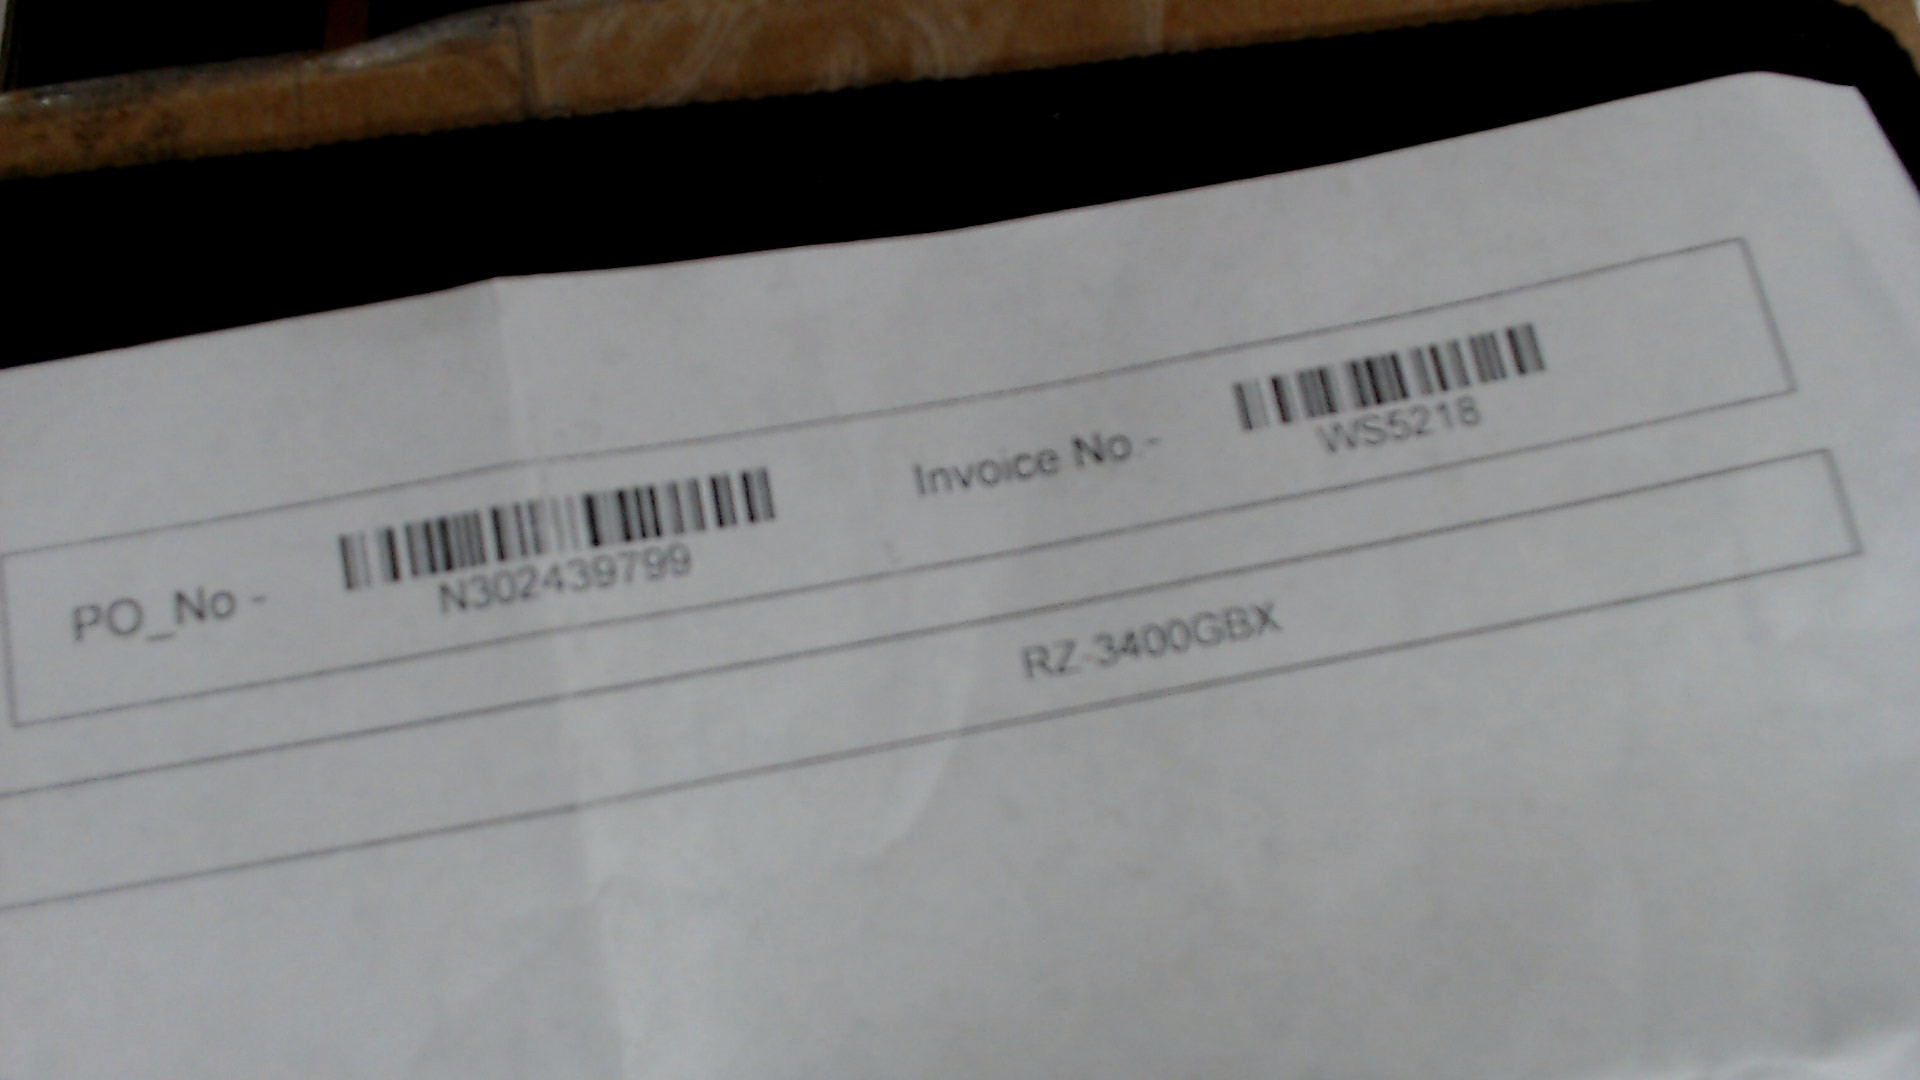 PO_No - N302439799 Invoice No.- WS5218
RZ-3400GBX